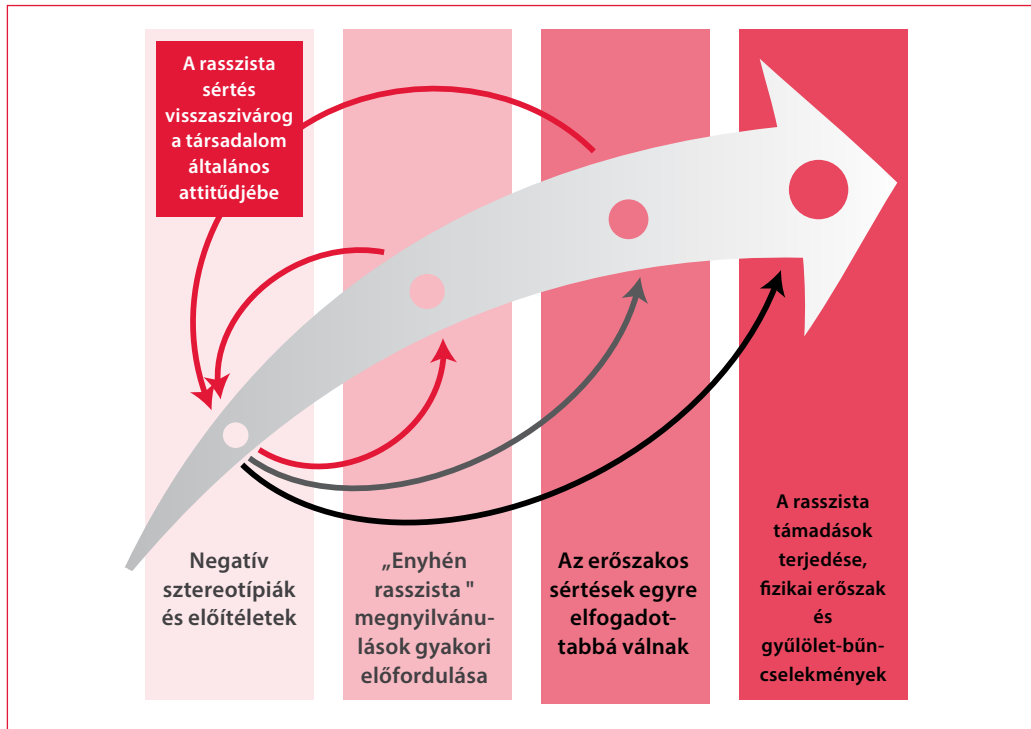 A rasszista
sértés
visszaszivárog
a társadalom
általános
attitűdjébe
Negatív
sztereotípiák
és előítéletek
„Enyhén
rasszista "
megnyilvánu-
lások gyakori
előfordulása
Az erőszakos
sértések egyre
elfogadot-
tabbá válnak
A rasszista
támadások
terjedése,
fizikai erőszak
és
gyűlölet-bűn-
cselekmények